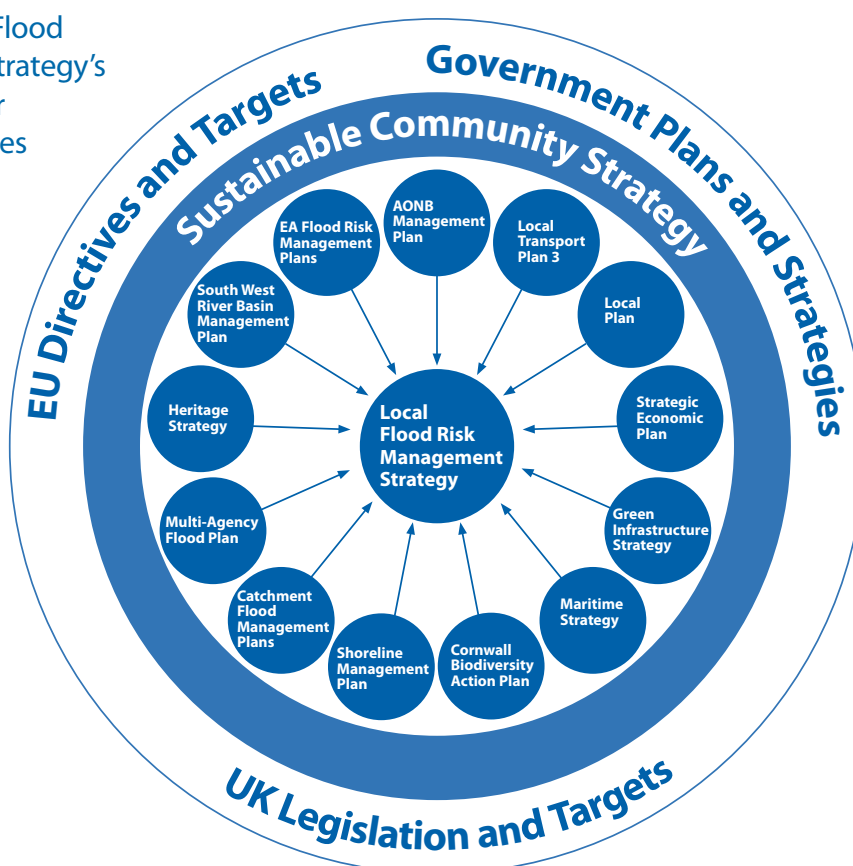 Flood
trategy's
r
es
EU Directives and Targets
Government Plans and Strategies
Sustainable Community Strategy
AONB
Management
Plan
Local
Transport
Plan 3
Local
Plan
Strategic
Economic
Plan
Green
Infrastructure
Strategy
Maritime
Strategy
Cornwall
Biodiversity
Action Plan
Shoreline
Management
Plan
Catchment
Flood
Management
Plans
Multi-Agency
Flood Plan
Heritage
Strategy
South West
River Basin
Management
Plan
EA Flood Risk
Management
Plans
Local
Flood Risk
Management
Strategy
UK Legislation and Targets